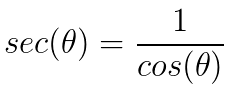 sec(θ) = 1/cos(θ)